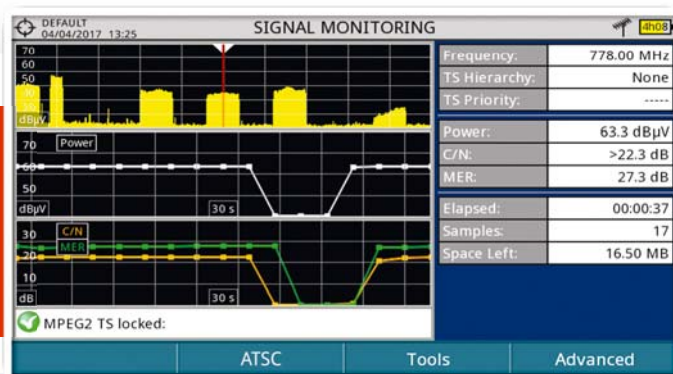 DEFAULT
04/04/2017 13:25
SIGNAL MONITORING
4h08
70
60
50
dBµV
Frequency: 778.00 MHz
TS Hierarchy: None
TS Priority: -----
70 Power
60
50
dBµV 30 s
Power: 63.3 dBµV
C/N: >22.3 dB
MER: 27.3 dB
30 C/N
MER
20
10
dB 30 s
Elapsed: 00:00:37
Samples: 17
Space Left: 16.50 MB
MPEG2 TS locked:
ATSC Tools Advanced